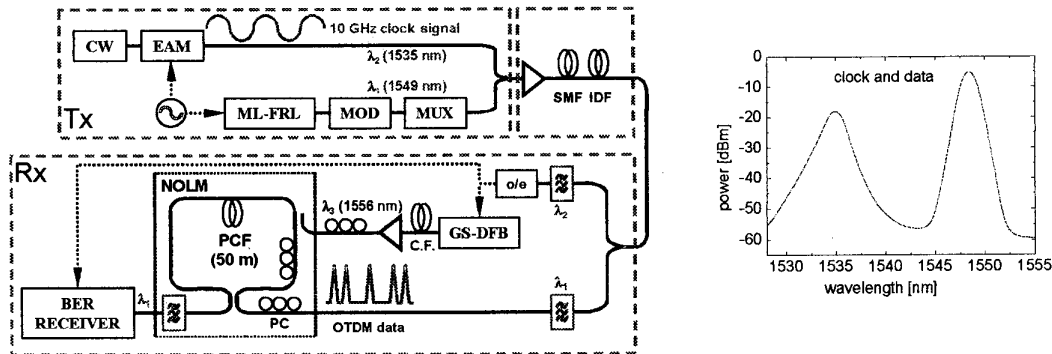 10 GHz clock signal
CW
EAM
λ2 (1535 nm)
λ1 (1549 nm)
ML-FRL
MOD
MUX
Tx
SMF IDF
Rx
NOLM
PCF
(50 m)
λ3 (1556 nm)
C.F.
GS-DFB
o/e
λ2
λ1
BER
RECEIVER
λ1
PC
OTDM data
λ1
clock and data
power [dBm]
0
-10
-20
-30
-40
-50
-60
1530 1535 1540 1545 1550 1555
wavelength [nm]